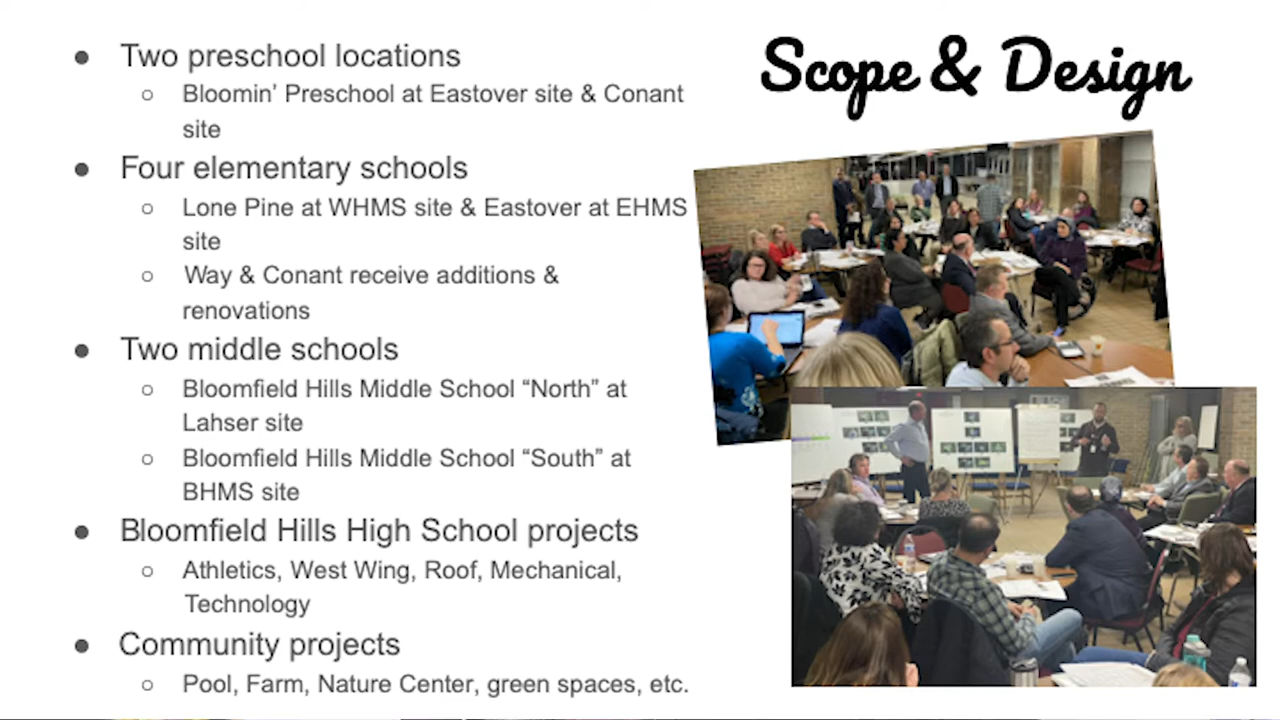 Scope & Design
● Two preschool locations
○ Bloomin’ Preschool at Eastover site & Conant
site
● Four elementary schools
○ Lone Pine at WHMS site & Eastover at EHMS
site
○ Way & Conant receive additions &
renovations
● Two middle schools
○ Bloomfield Hills Middle School “North” at
Lahser site
○ Bloomfield Hills Middle School “South” at
BHMS site
● Bloomfield Hills High School projects
○ Athletics, West Wing, Roof, Mechanical,
Technology
● Community projects
○ Pool, Farm, Nature Center, green spaces, etc.